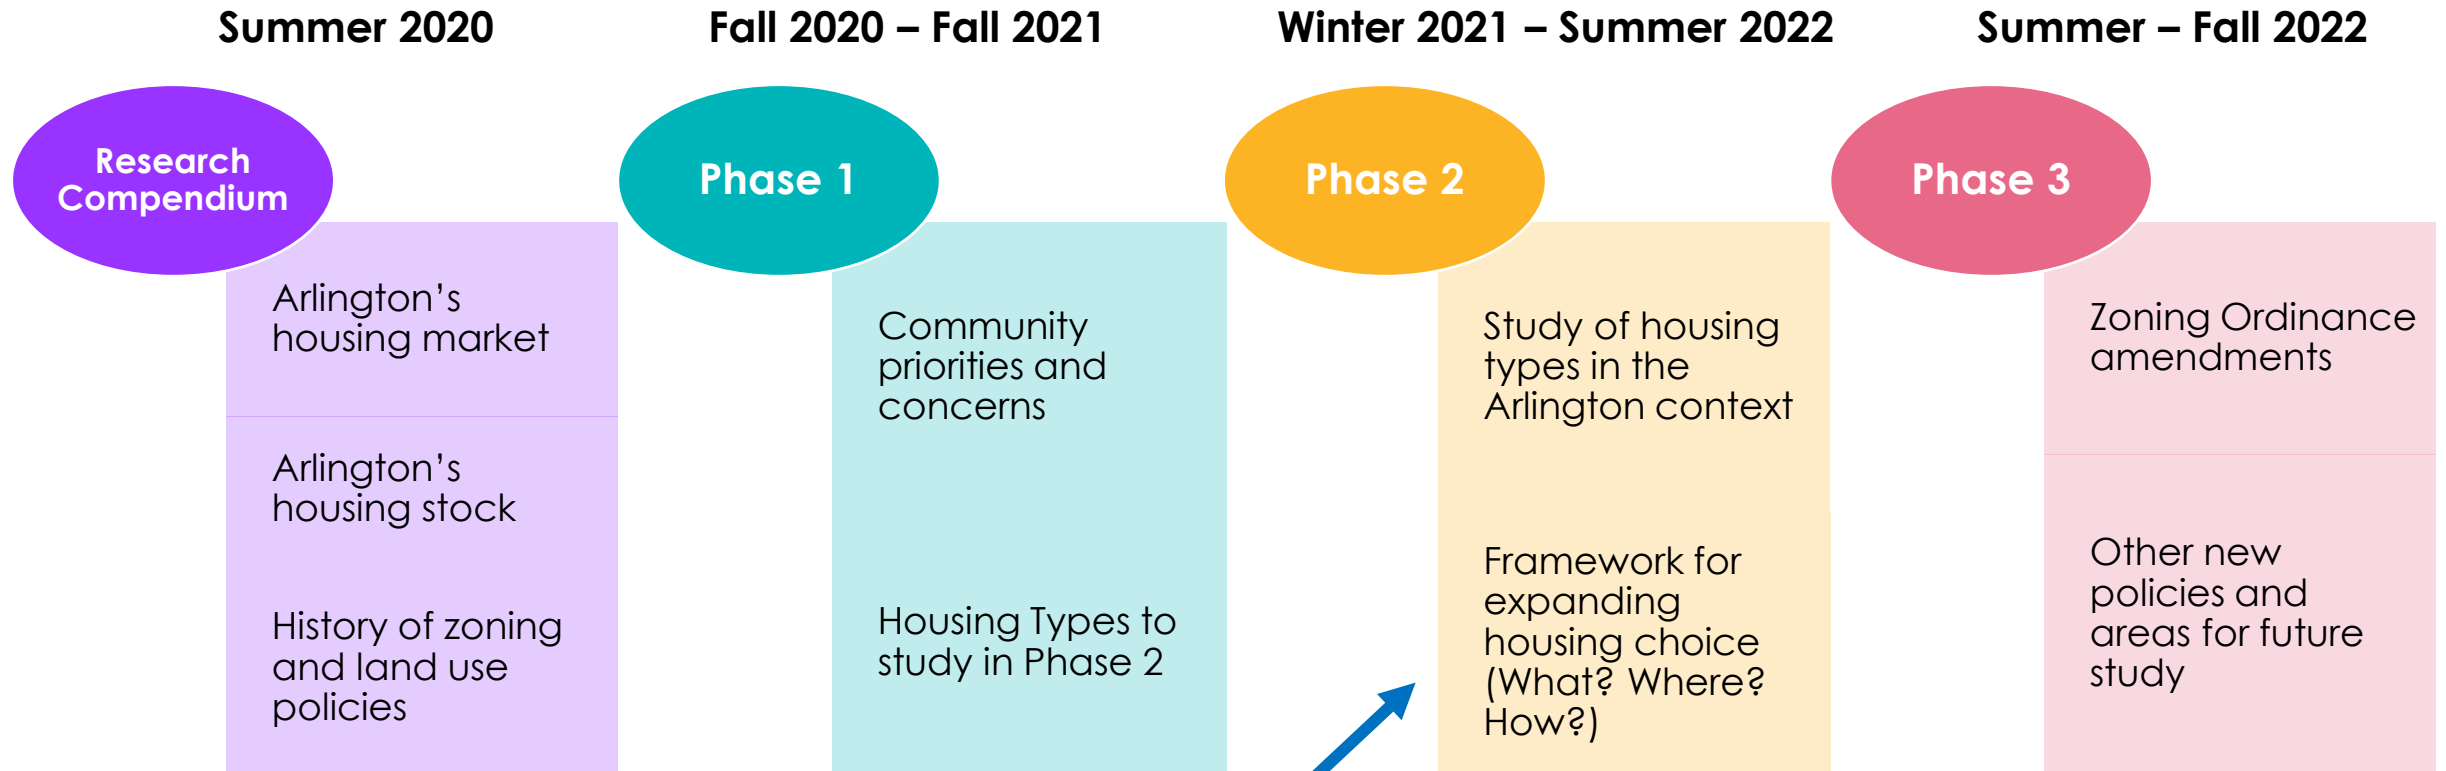 Summer 2020
Fall 2020 – Fall 2021
Winter 2021 – Summer 2022
Summer – Fall 2022
Research
Compendium
Arlington’s
housing market
Arlington’s
housing stock
History of zoning
and land use
policies
Phase 1
Community
priorities and
concerns
Housing Types to
study in Phase 2
Phase 2
Study of housing
types in the
Arlington context
Framework for
expanding
housing choice
(What? Where?
How?)
Phase 3
Zoning Ordinance
amendments
Other new
policies and
areas for future
study